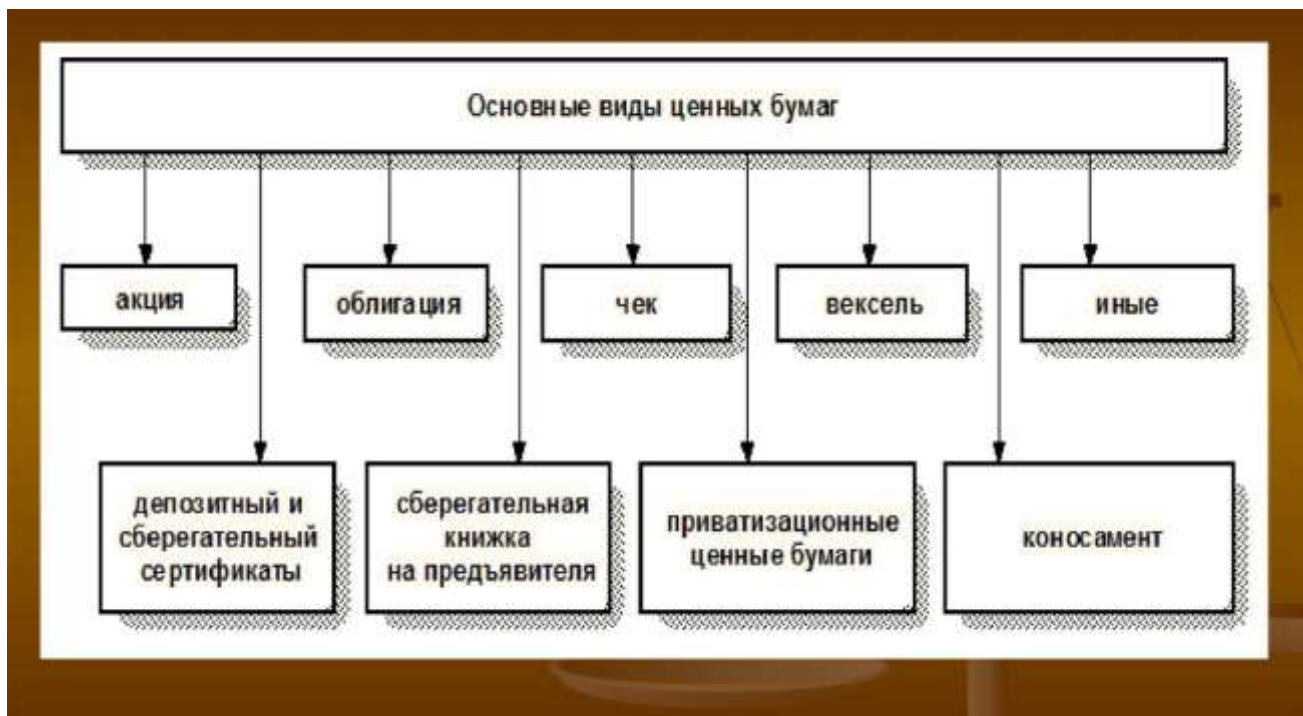 Основные виды ценных бумаг
акция
облигация
чек
вексель
иные
депозитный и
сберегательный
сертификаты
сберегательная
книжка
на предъявителя
приватизационные
ценные бумаги
коносамент